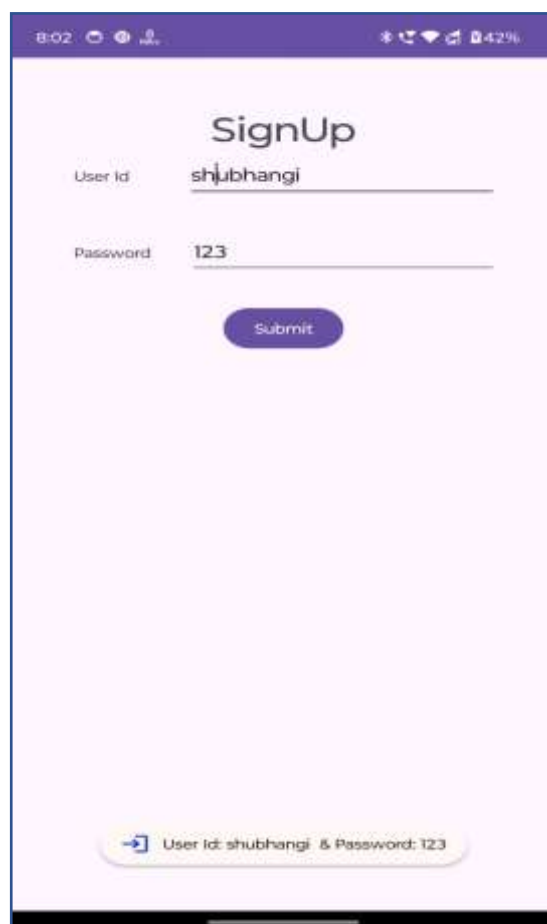 8:02 42%
SignUp
User Id shubhangi
Password 123
Submit
User Id: shubhangi & Password: 123